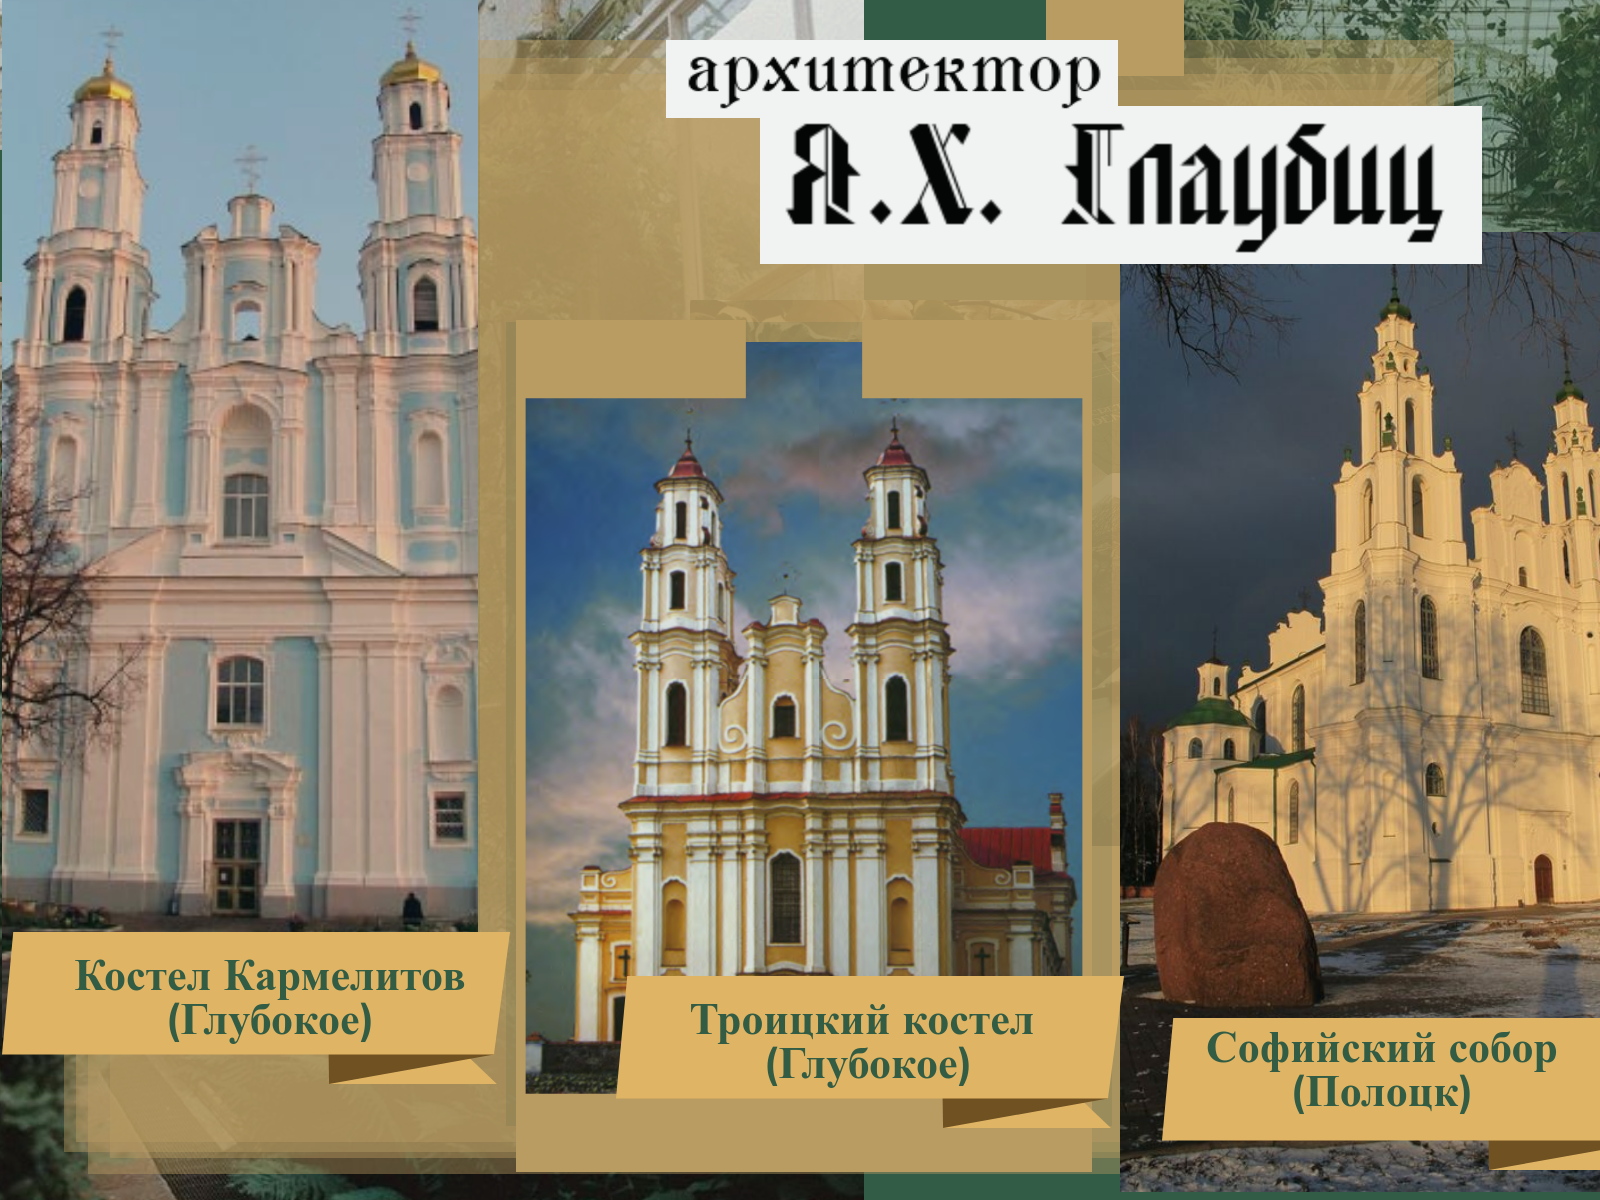 архитектор
Я.Х. Глаубиц
Костел Кармелитов
(Глубокое)
Троицкий костел
(Глубокое)
Софийский собор
(Полоцк)